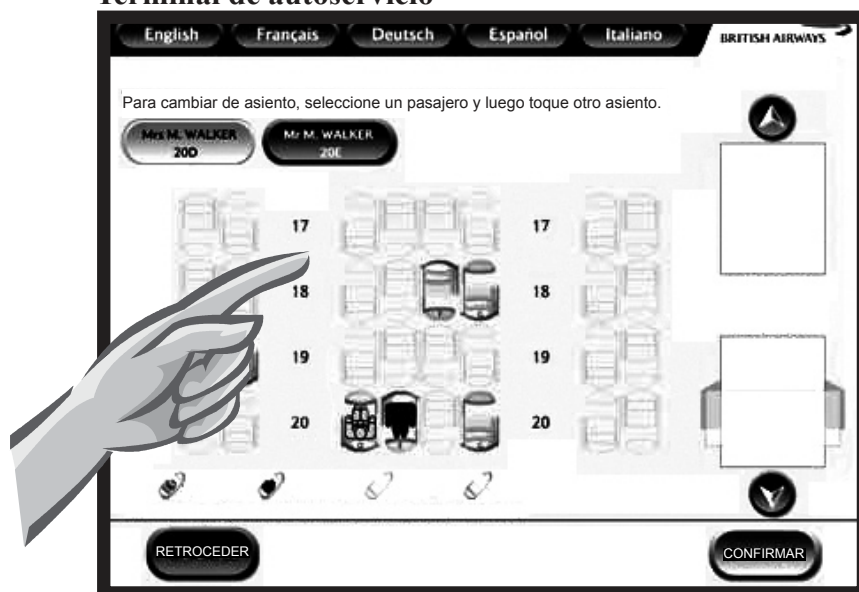 Terminal de autoservicio
English Français Deutsch Español Italiano BRITISH AIRWAYS
Para cambiar de asiento, seleccione un pasajero y luego toque otro asiento.
Mrs M. WALKER Mr M. WALKER
20D 20E
17 17
18 18
19 19
20 20
RETROCEDER CONFIRMAR